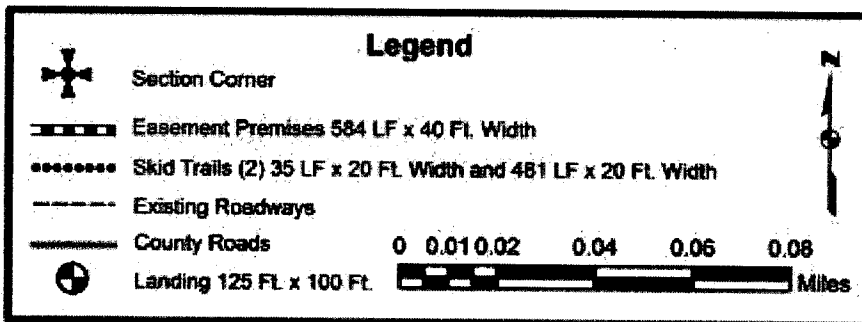 Legend
N
Section Corner
Easement Premises 584 LF x 40 Ft. Width
Skid Trails (2) 35 LF x 20 Ft. Width and 481 LF x 20 Ft. Width
Existing Roadways
County Roads
0 0.01 0.02 0.04 0.06 0.08
Landing 125 Ft. x 100 Ft.
Miles